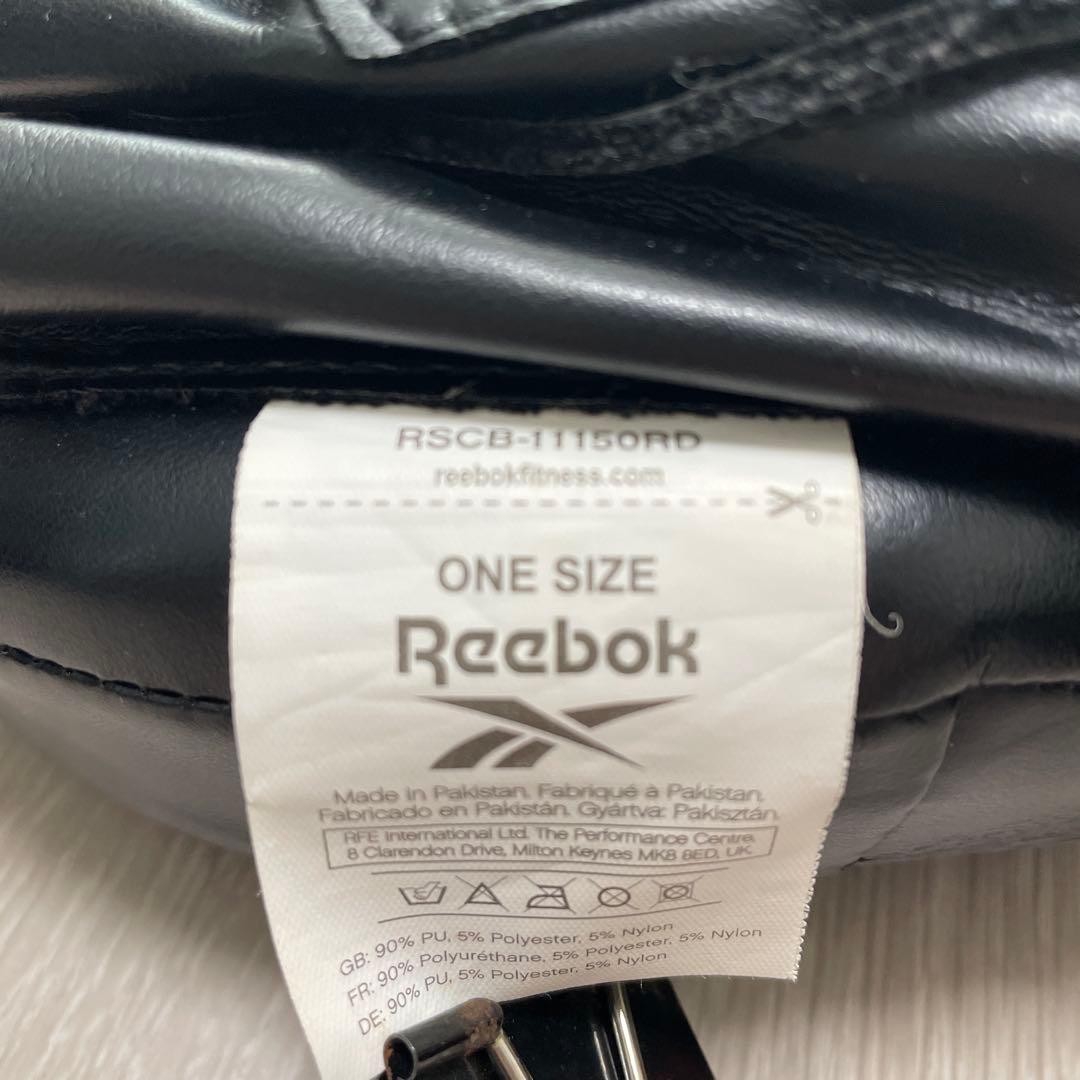 RSCB-11150RD
reebokfitness.com
ONE SIZE
Reebok
Made in Pakistan. Fabriqué à Pakistan.
Fabricado en Pakistán. Gyártva: Pakisztán.
RFE International Ltd. The Performance Centre,
8 Clarendon Drive, Milton Keynes MK8 8ED, UK.
GB: 90% PU, 5% Polyester, 5% Nylon
FR: 90% Polyuréthane, 5% Polyester, 5% Nylon
DE: 90% PU, 5% Polyester, 5% Nylon